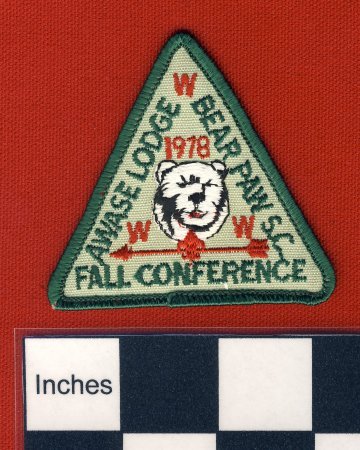 W
AWASE LODGE
BEAR PAW S.C.
1978
W W
FALL CONFERENCE
Inches